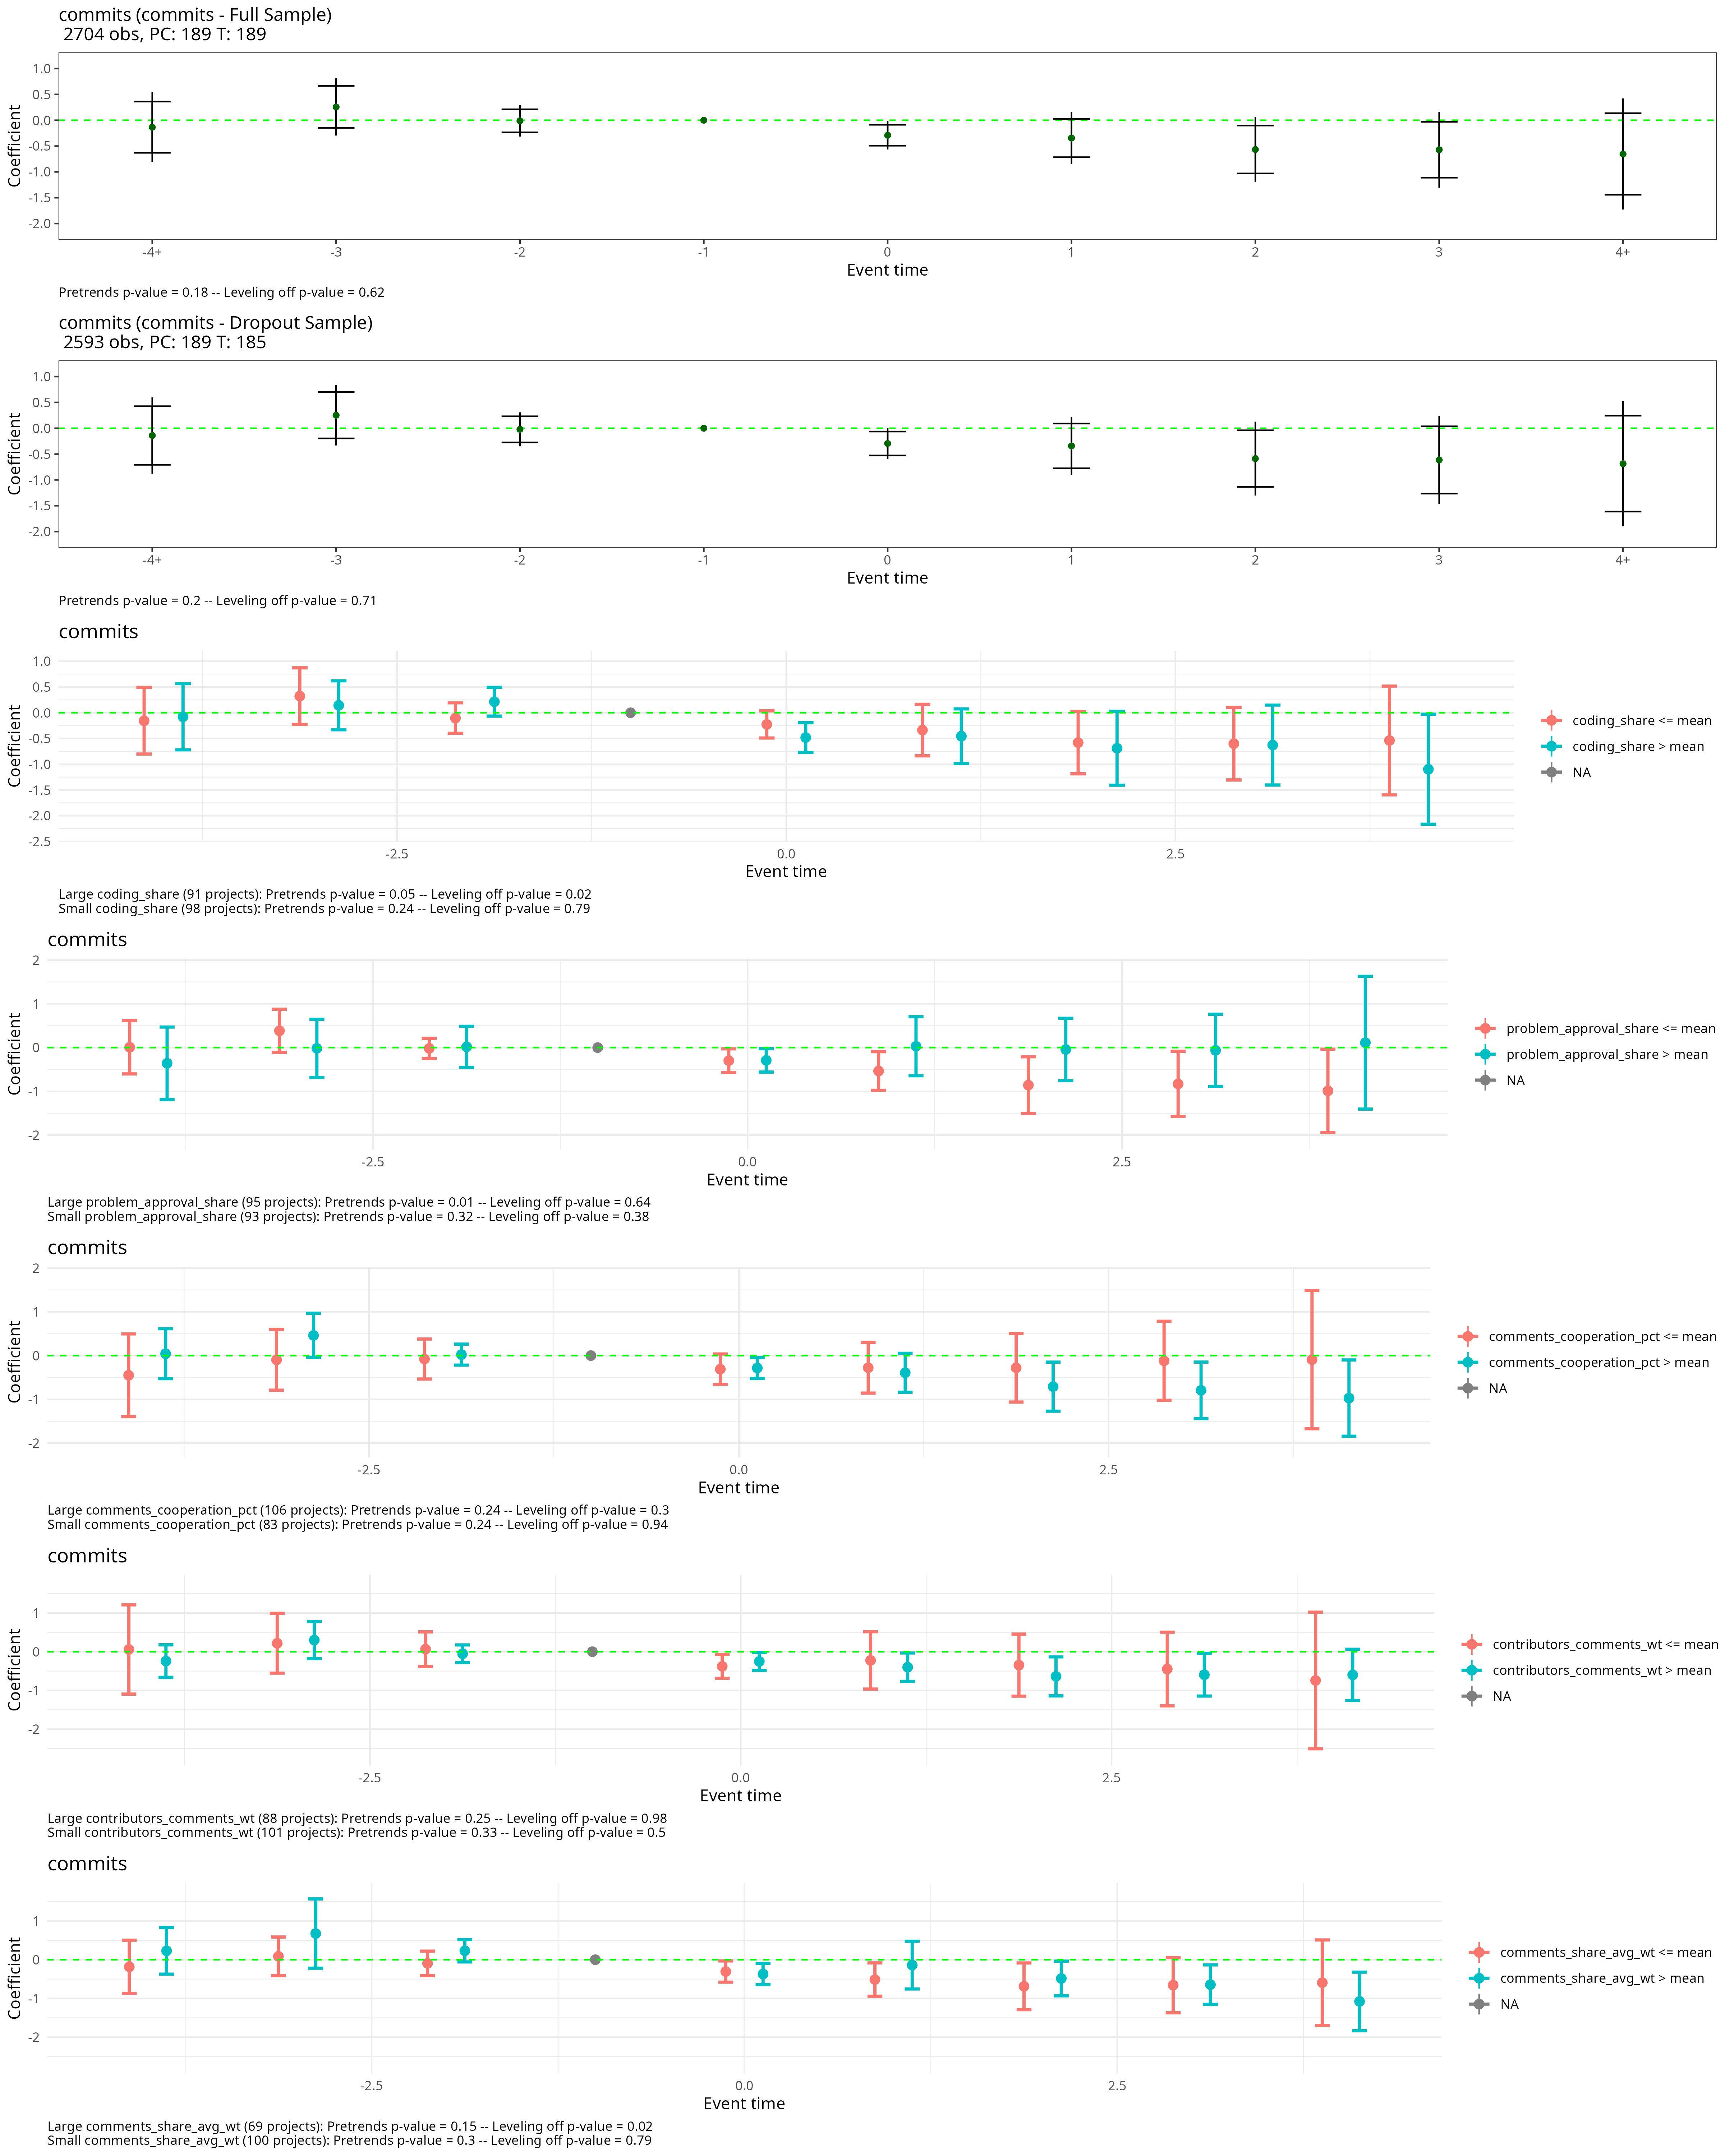 commits (commits - Full Sample)
2704 obs, PC: 189 T: 189
Coefficient
1.0
0.5
0.0
-0.5
-1.0
-1.5
-2.0
-4+ -3 -2 -1 0 1 2 3 4+
Event time
Pretrends p-value = 0.18 -- Leveling off p-value = 0.62
commits (commits - Dropout Sample)
2593 obs, PC: 189 T: 185
Coefficient
1.0
0.5
0.0
-0.5
-1.0
-1.5
-2.0
-4+ -3 -2 -1 0 1 2 3 4+
Event time
Pretrends p-value = 0.2 -- Leveling off p-value = 0.71
commits
Coefficient
1.0
0.5
0.0
-0.5
-1.0
-1.5
-2.0
-2.5
-2.5 0.0 2.5
Event time
coding_share <= mean
coding_share > mean
NA
Large coding_share (91 projects): Pretrends p-value = 0.05 -- Leveling off p-value = 0.02
Small coding_share (98 projects): Pretrends p-value = 0.24 -- Leveling off p-value = 0.79
commits
Coefficient
2
1
0
-1
-2
-2.5 0.0 2.5
Event time
problem_approval_share <= mean
problem_approval_share > mean
NA
Large problem_approval_share (95 projects): Pretrends p-value = 0.01 -- Leveling off p-value = 0.64
Small problem_approval_share (93 projects): Pretrends p-value = 0.32 -- Leveling off p-value = 0.38
commits
Coefficient
2
1
0
-1
-2
-2.5 0.0 2.5
Event time
comments_cooperation_pct <= mean
comments_cooperation_pct > mean
NA
Large comments_cooperation_pct (106 projects): Pretrends p-value = 0.24 -- Leveling off p-value = 0.3
Small comments_cooperation_pct (83 projects): Pretrends p-value = 0.24 -- Leveling off p-value = 0.94
commits
Coefficient
1
0
-1
-2
-2.5 0.0 2.5
Event time
contributors_comments_wt <= mean
contributors_comments_wt > mean
NA
Large contributors_comments_wt (88 projects): Pretrends p-value = 0.25 -- Leveling off p-value = 0.98
Small contributors_comments_wt (101 projects): Pretrends p-value = 0.33 -- Leveling off p-value = 0.5
commits
Coefficient
1
0
-1
-2
-2.5 0.0 2.5
Event time
comments_share_avg_wt <= mean
comments_share_avg_wt > mean
NA
Large comments_share_avg_wt (69 projects): Pretrends p-value = 0.15 -- Leveling off p-value = 0.02
Small comments_share_avg_wt (100 projects): Pretrends p-value = 0.3 -- Leveling off p-value = 0.79